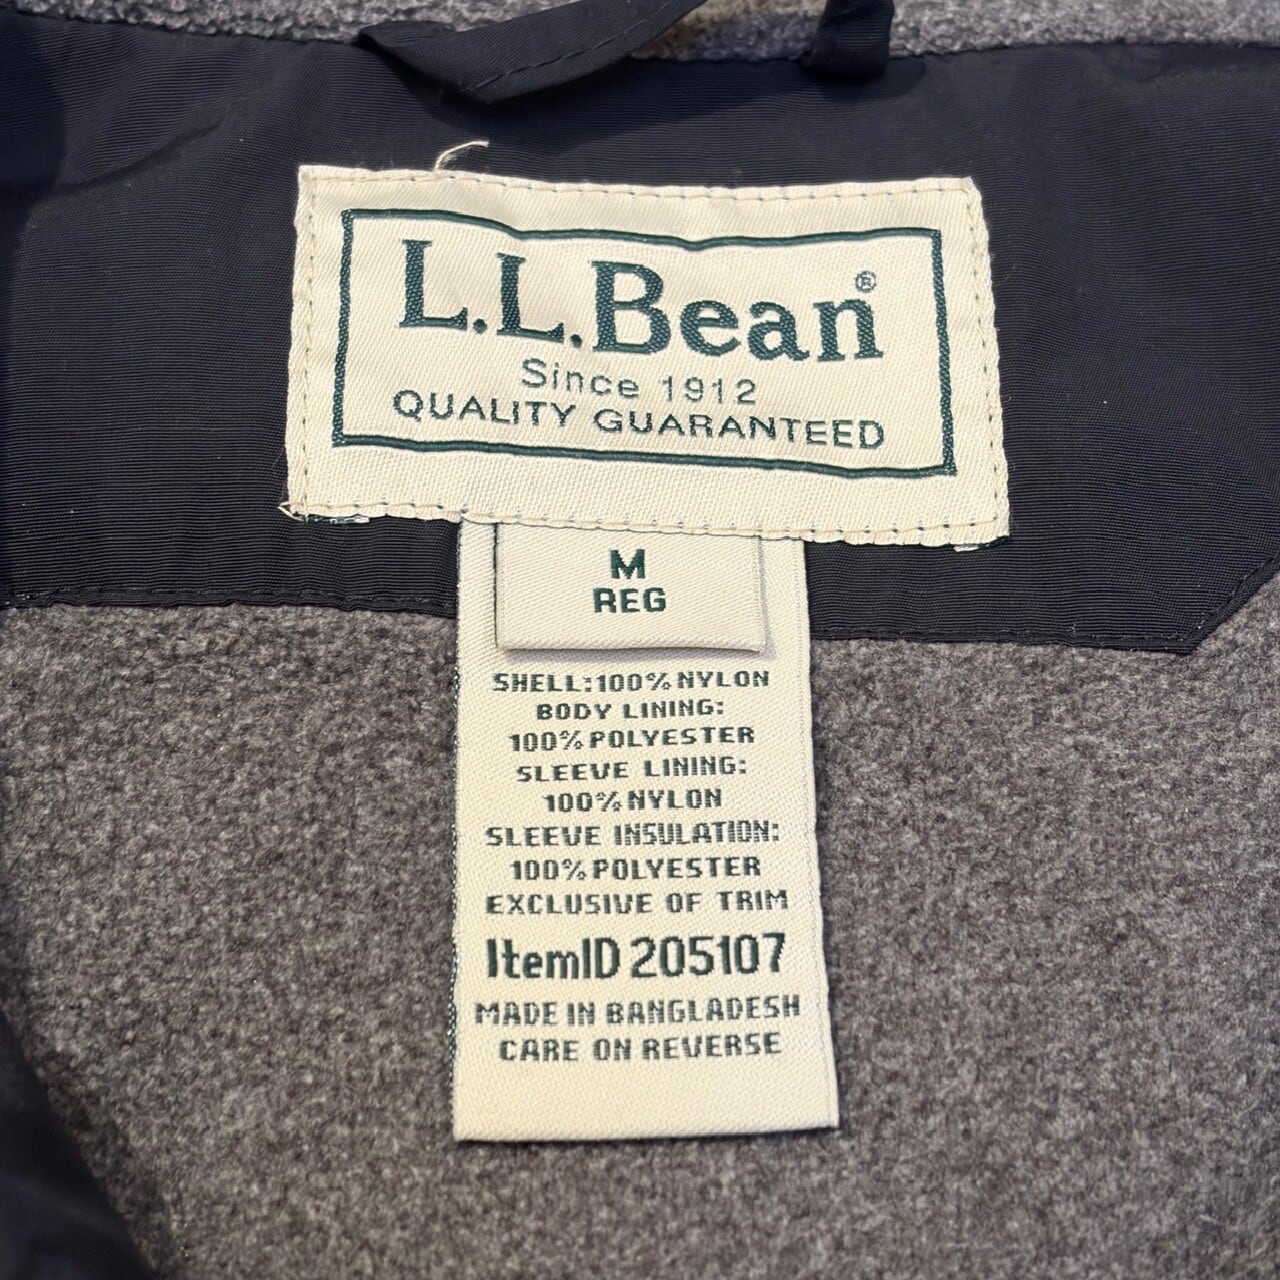 L.L.Bean®
Since 1912
QUALITY GUARANTEED
M
REG
SHELL:100% NYLON
BODY LINING:
100% POLYESTER
SLEEVE LINING:
100% NYLON
SLEEVE INSULATION:
100% POLYESTER
EXCLUSIVE OF TRIM
ItemID 205107
MADE IN BANGLADESH
CARE ON REVERSE